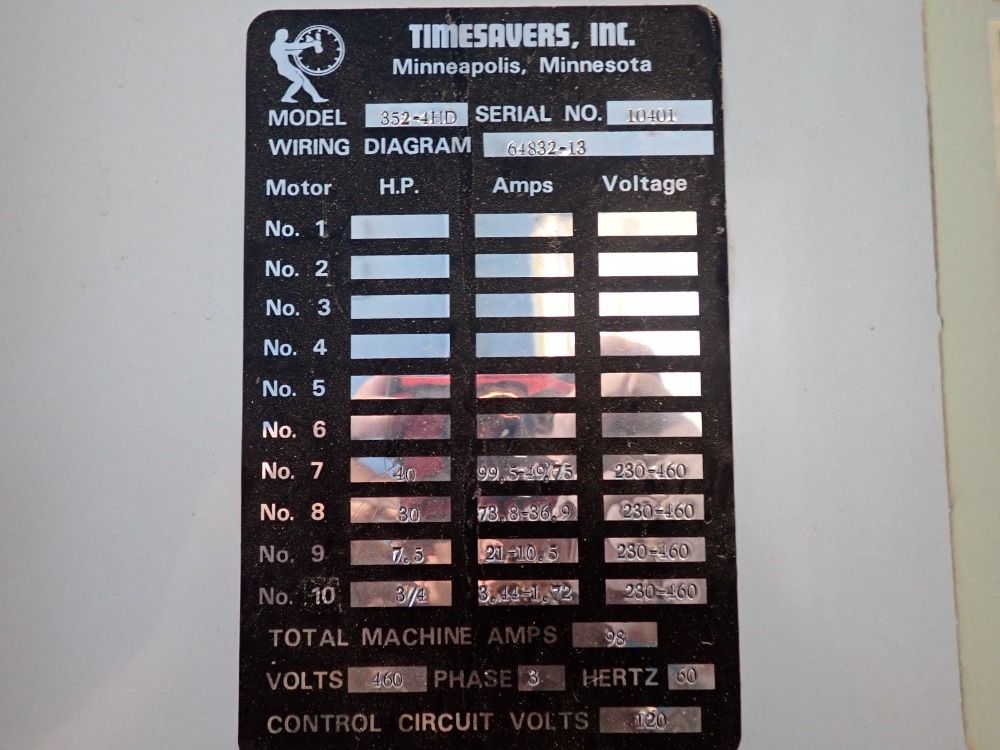 TIMESAVERS, INC.
Minneapolis, Minnesota
MODEL 352-4HD SERIAL NO. 10401
WIRING DIAGRAM 64832-13
Motor H.P. Amps Voltage
No. 1
No. 2
No. 3
No. 4
No. 5
No. 6
No. 7 40 99.5-49.75 230-460
No. 8 30 73.8-36.9 230-460
No. 9 7.5 21-10.5 230-460
No. 10 3/4 3.44-1.72 230-460
TOTAL MACHINE AMPS 98
VOLTS 460 PHASE 3 HERTZ 60
CONTROL CIRCUIT VOLTS 120